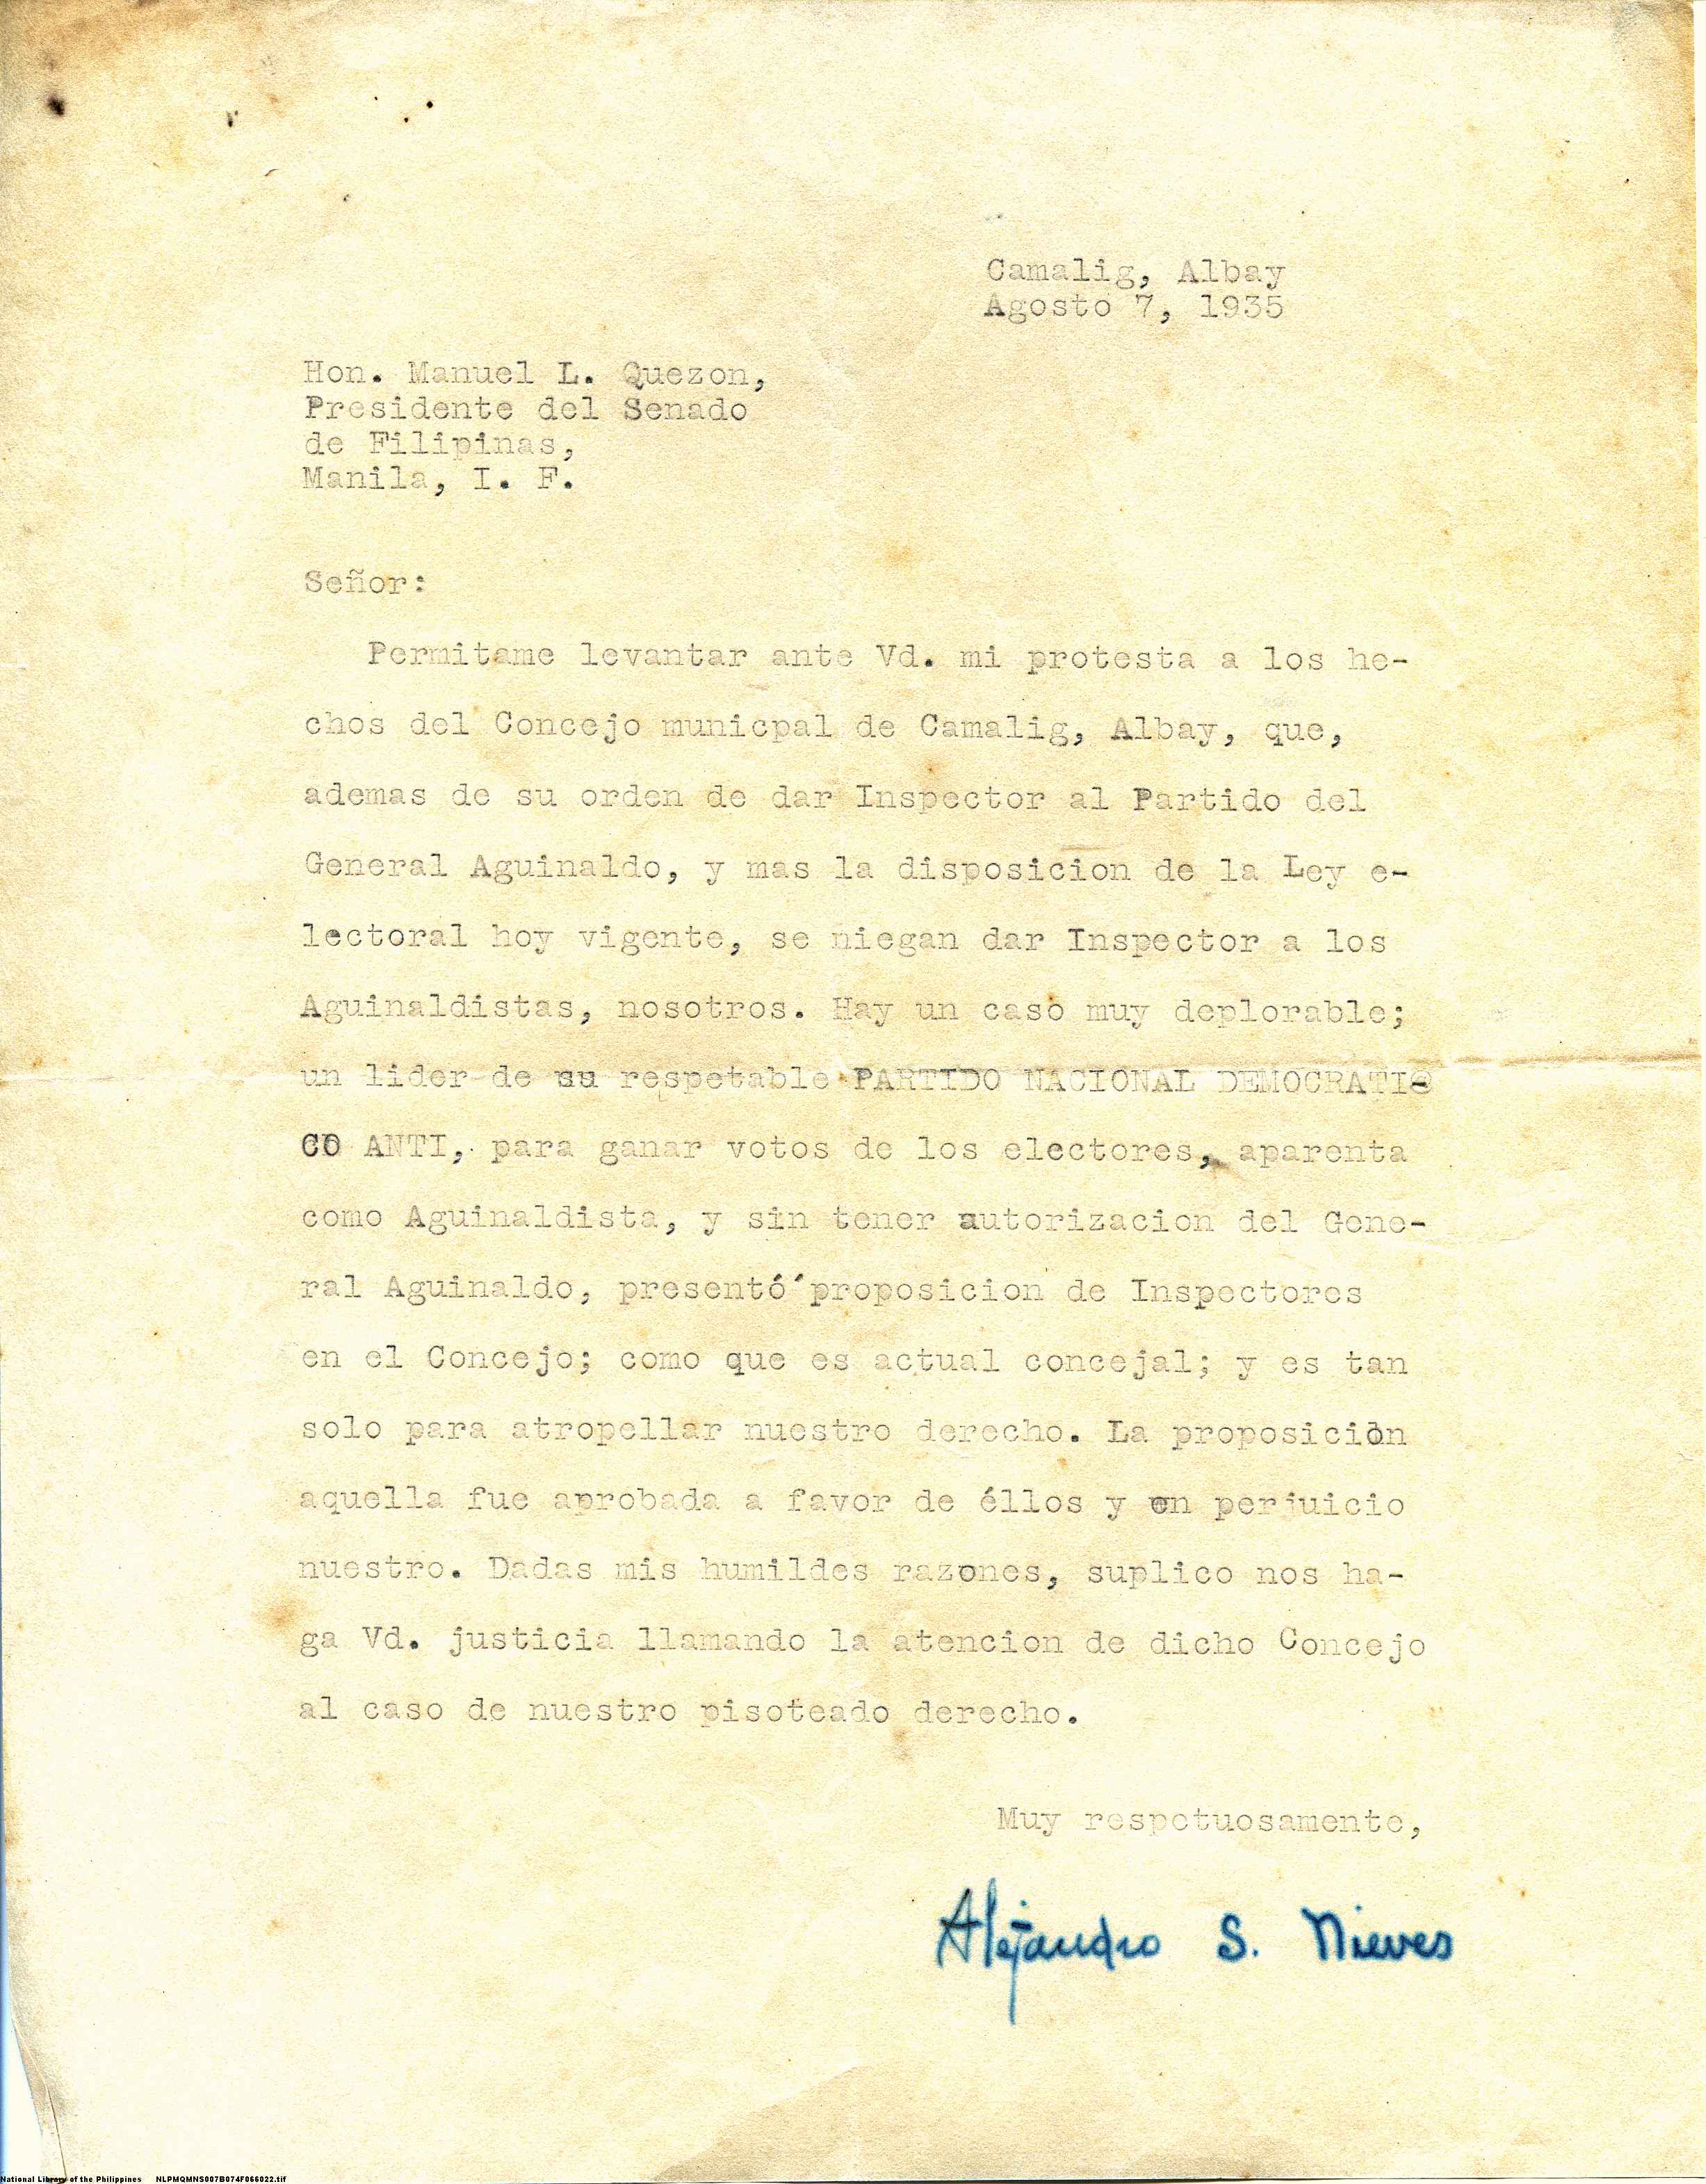 Camalig, Albay
Agosto 7, 1935
Hon. Manuel L. Quezon,
Presidente del Senado
de Filipinas,
Manila, I. F.
Señor:
Permitame levantar ante Vd. mi protesta a los he-
chos del Concejo municpal de Camalig, Albay, que,
ademas de su orden de dar Inspector al Partido del
General Aguinaldo, y mas la disposicion de la Ley e-
lectoral hoy vigente, se niegan dar Inspector a los
Aguinaldistas, nosotros. Hay un caso muy deplorable;
un lider de su respetable PARTIDO NACIONAL DEMOCRATI-
CO ANTI, para ganar votos de los electores, aparenta
como Aguinaldista, y sin tener autorizacion del Gene-
ral Aguinaldo, presentó proposicion de Inspectores
en el Concejo; como que es actual concejal; y es tan
solo para atropellar nuestro derecho. La proposición
aquella fue aprobada a favor de éllos y en perjuicio
nuestro. Dadas mis humildes razones, suplico nos ha-
ga Vd. justicia llamando la atencion de dicho Concejo
al caso de nuestro pisoteado derecho.
Muy respetuosamente,
Alejandro S. Nieves
National Library of the Philippines NLPMQMNS007B074F066022.tif